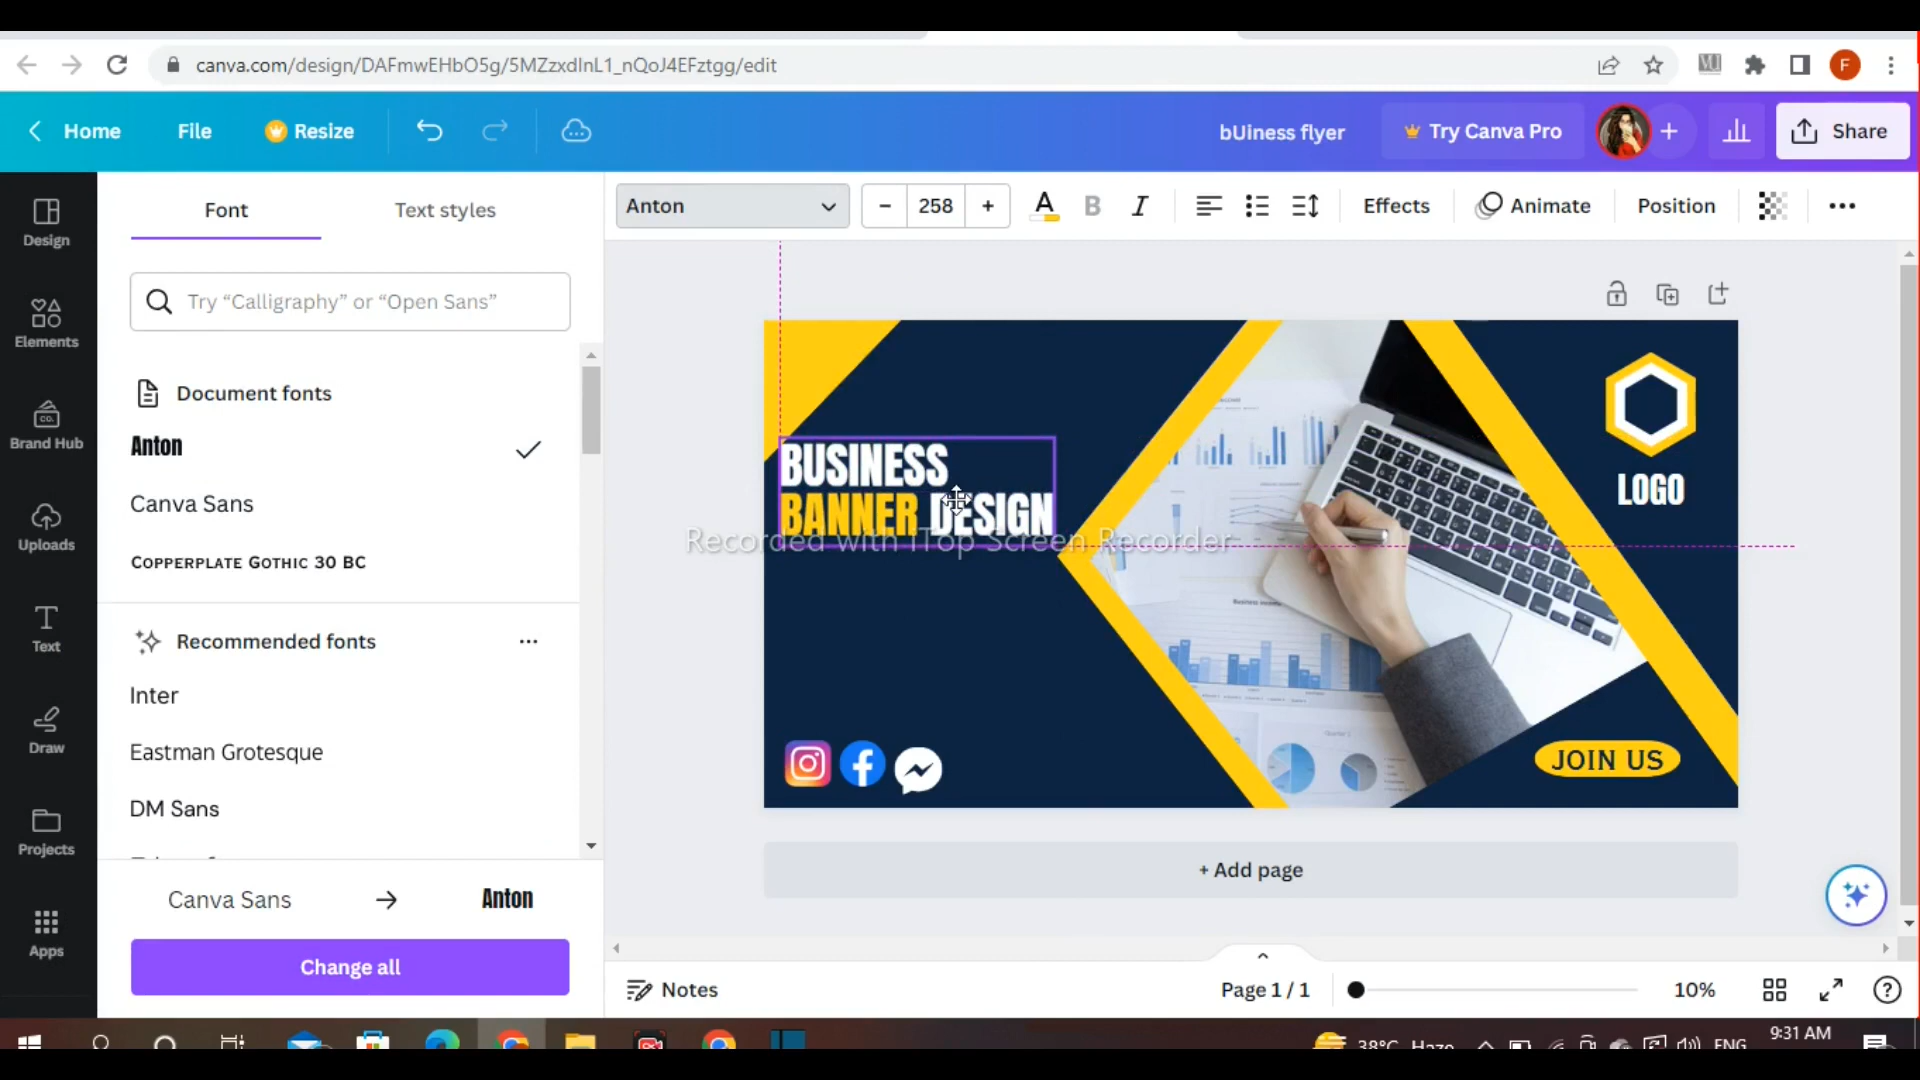 canva.com/design/DAFmwEHbO5g/5MZzxdlnL1_nQoJ4EFztgg/edit
F
Home File Resize bUiness flyer Try Canva Pro Share
Font Text styles
Anton 258 Effects Animate Position
Try “Calligraphy” or “Open Sans”
Document fonts
Anton
Canva Sans
COPPERPLATE GOTHIC 30 BC
Recommended fonts
Inter
Eastman Grotesque
DM Sans
Canva Sans → Anton
Change all
Design
Elements
CO.
Brand Hub
Uploads
Text
Draw
Projects
Apps
BUSINESS
BANNER DESIGN
Recorded with iTop Screen Recorder
LOGO
Business
JOIN US
+ Add page
Notes Page 1 / 1 10%
38°C Haze ENG 9:31 AM